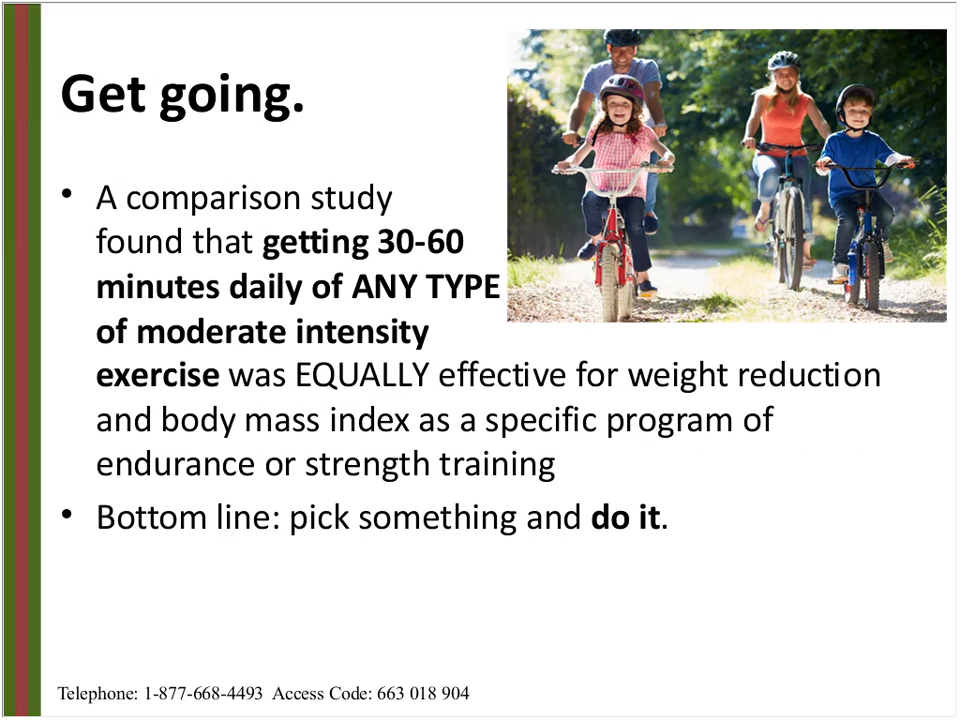 Get going.
• A comparison study
found that getting 30-60
minutes daily of ANY TYPE
of moderate intensity
exercise was EQUALLY effective for weight reduction
and body mass index as a specific program of
endurance or strength training
• Bottom line: pick something and do it.
Telephone: 1-877-668-4493 Access Code: 663 018 904